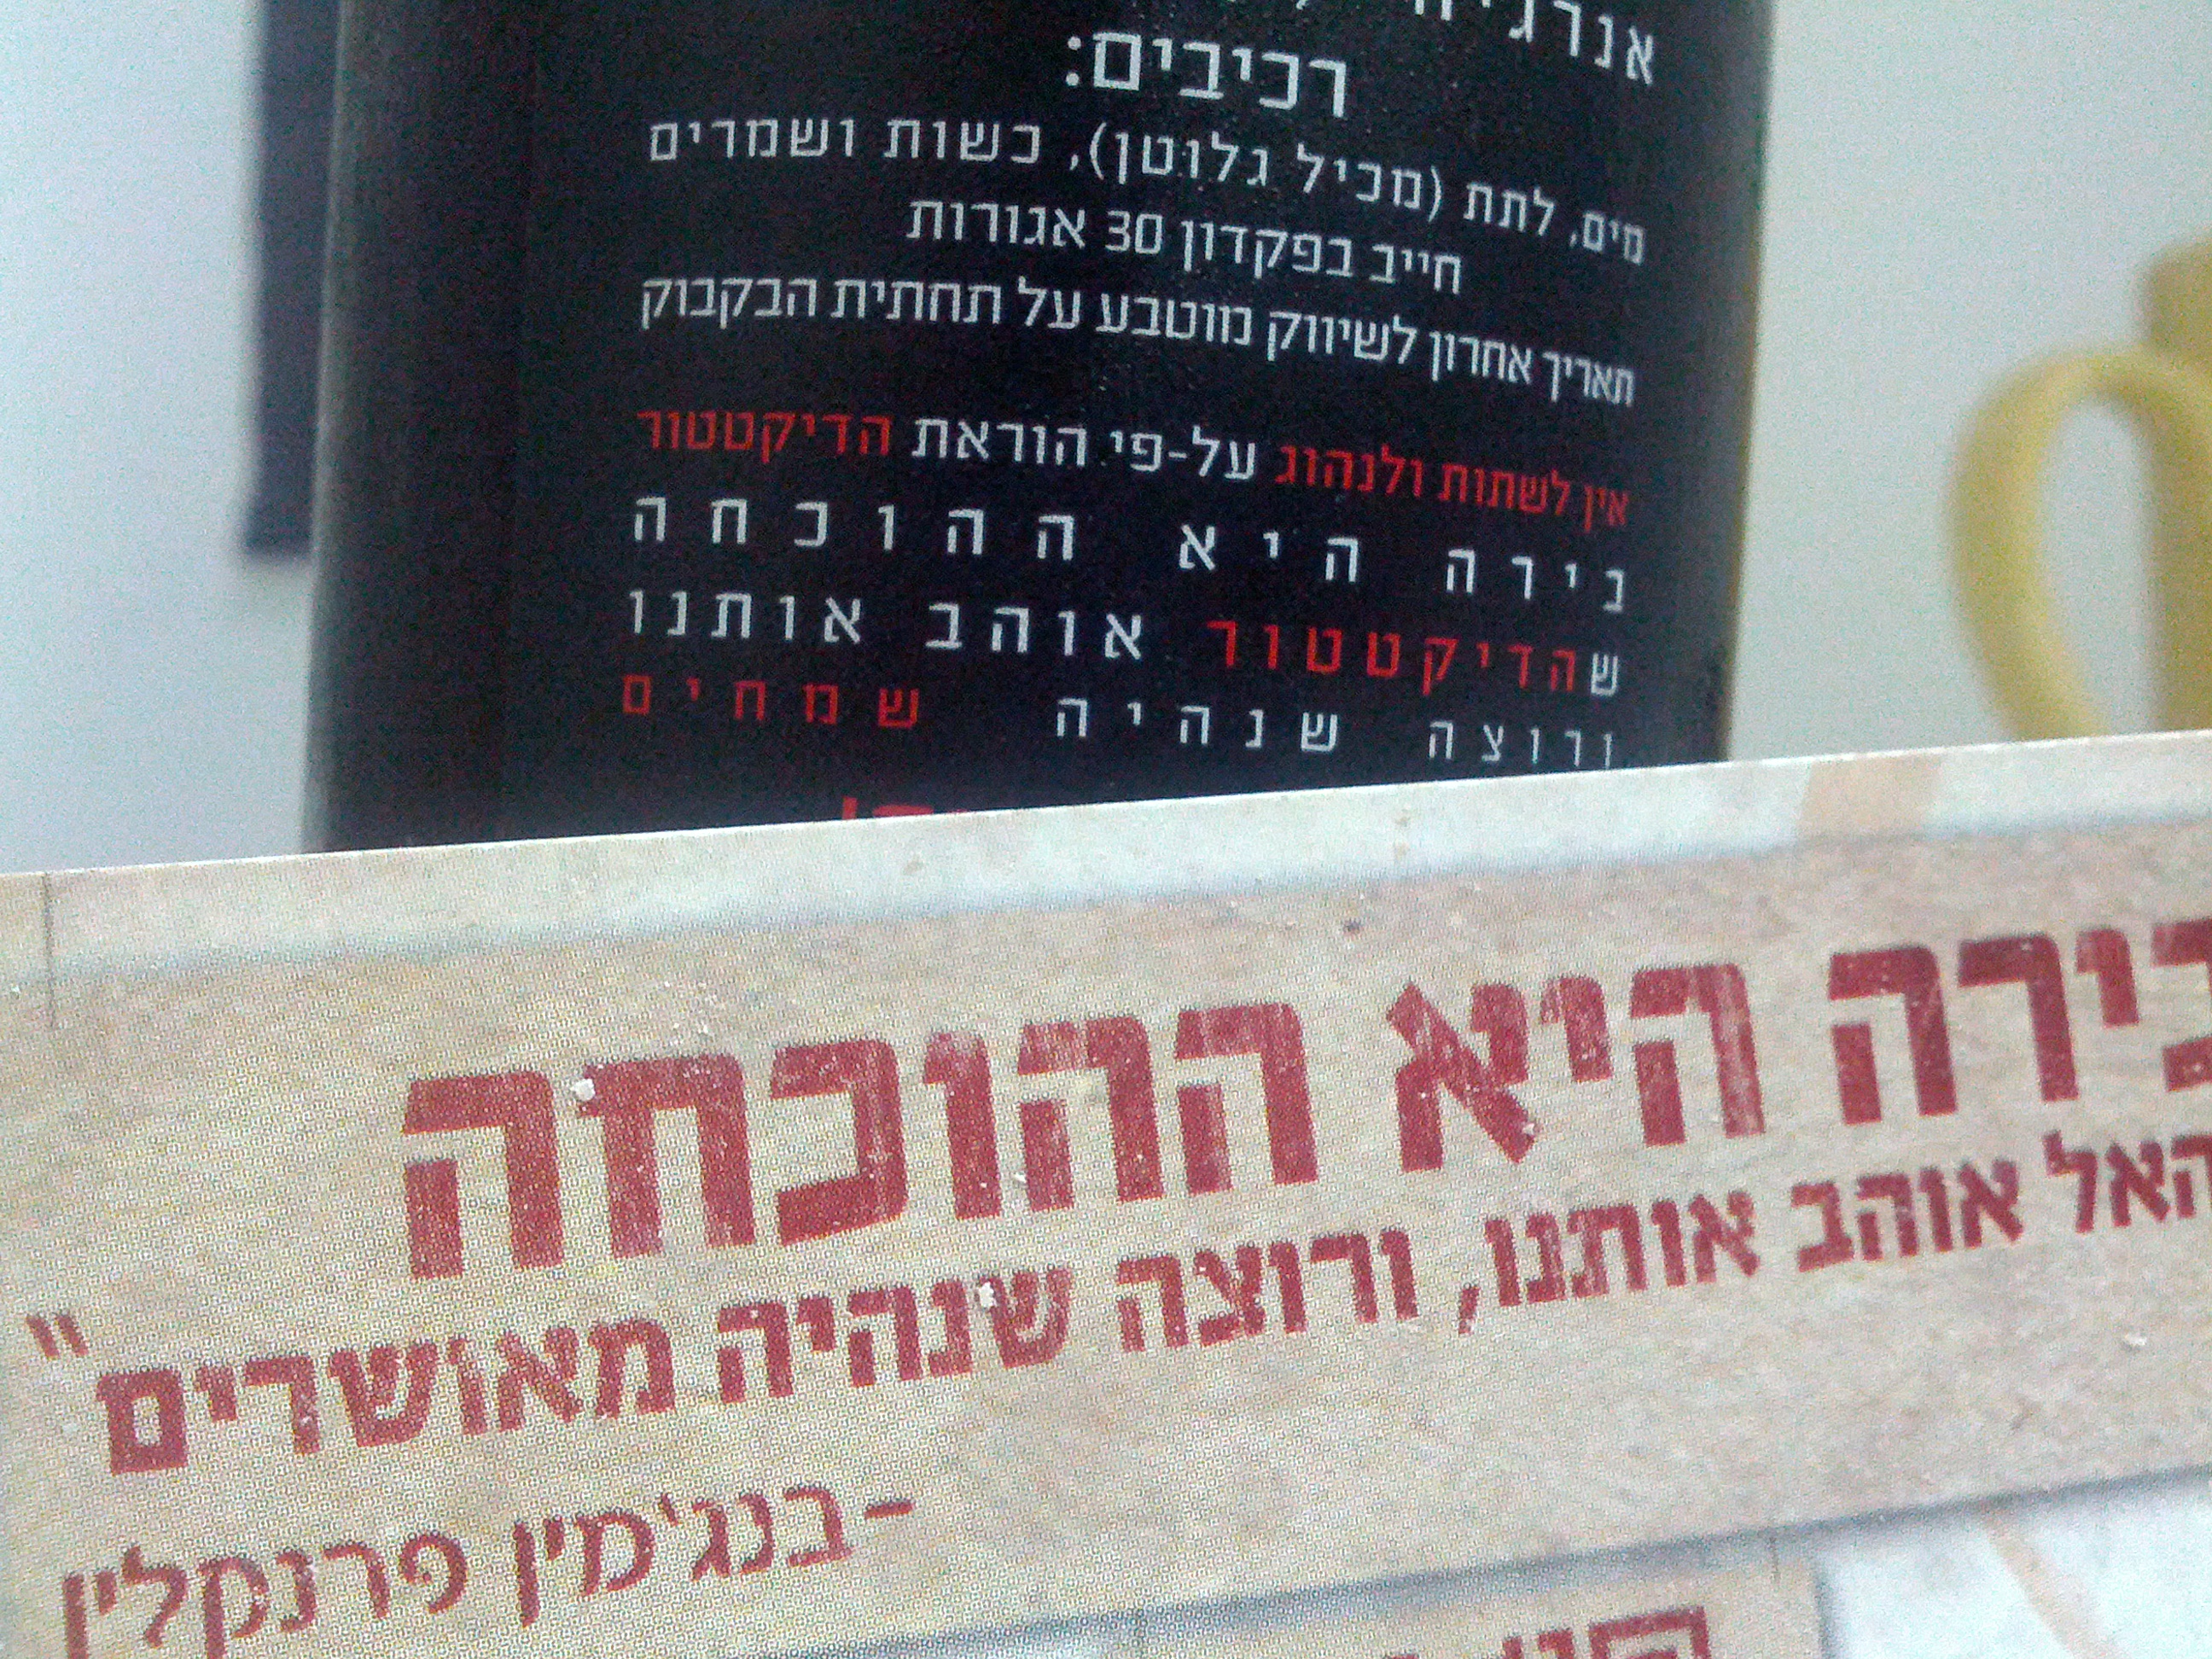 אנרגיה
רכיבים:
מים, לתת (מכיל גלוטן), כשות ושמרים
חייב בפקדון 30 אגורות
תאריך אחרון לשיווק מוטבע על תחתית הבקבוק
אין לשתות ולנהוג על-פי הוראת הדיקטטור
בירה היא ההוכחה
שהדיקטטור אוהב אותנו
ורוצה שנהיה שמחים
בירה היא ההוכחה
האל אוהב אותנו, ורוצה שנהיה מאושרים"
-בנג'מין פרנקלין